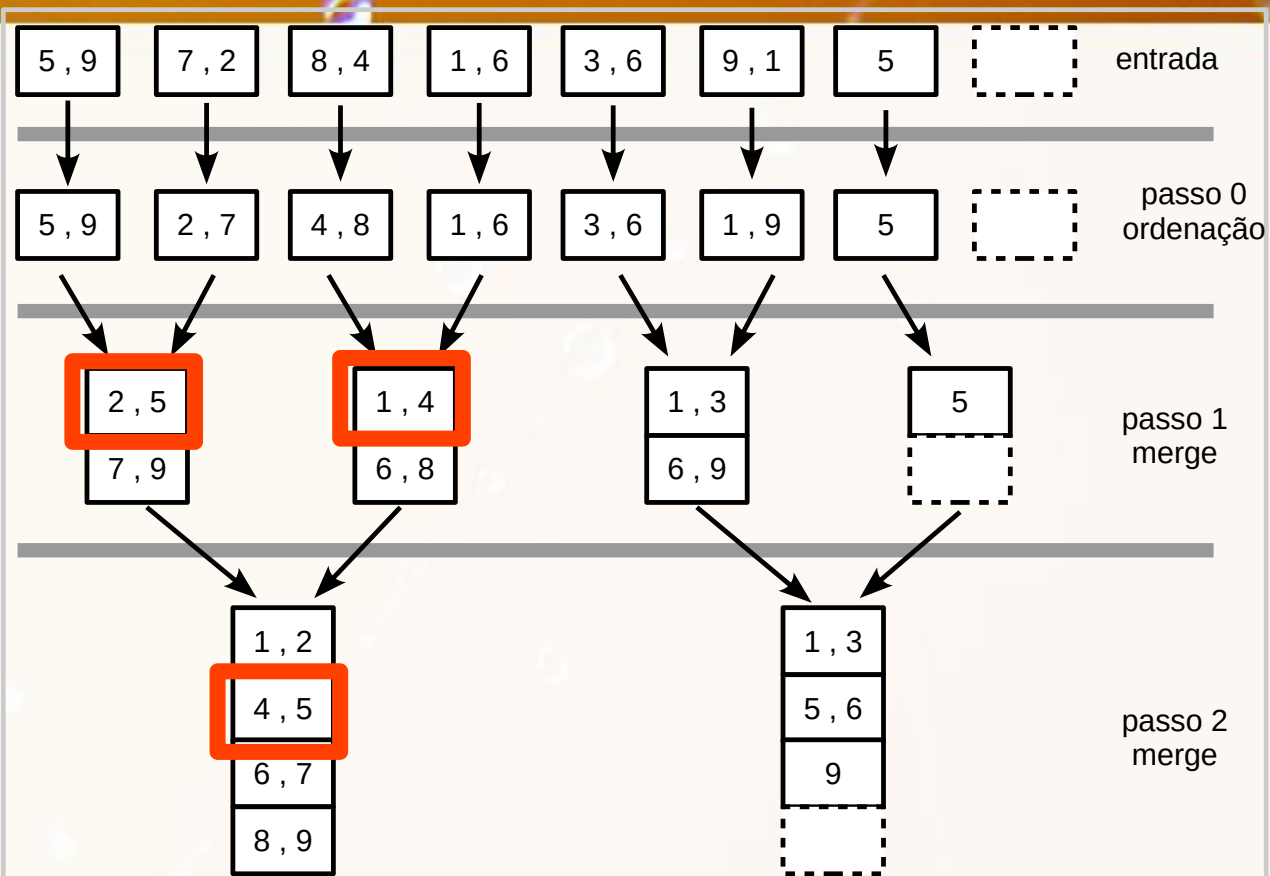 5 , 9 7 , 2 8 , 4 1 , 6 3 , 6 9 , 1 5 entrada
5 , 9 2 , 7 4 , 8 1 , 6 3 , 6 1 , 9 5 passo 0
ordenação
2 , 5 1 , 4 1 , 3 5 passo 1
7 , 9 6 , 8 6 , 9 merge
1 , 2 1 , 3
4 , 5 5 , 6 passo 2
6 , 7 9 merge
8 , 9